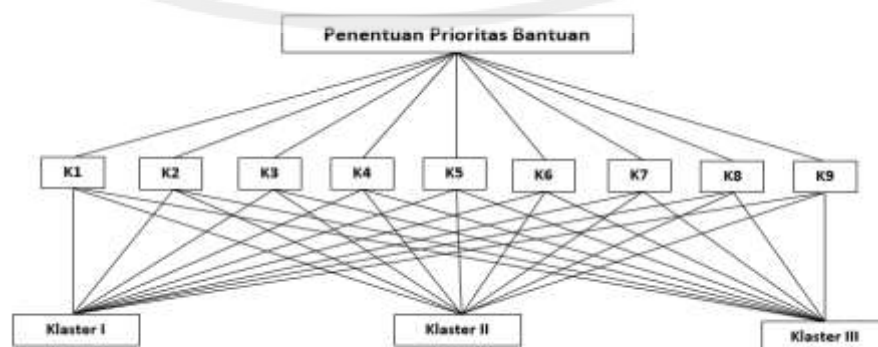 Penentuan Prioritas Bantuan
K1 K2 K3 K4 K5 K6 K7 K8 K9
Klaster I Klaster II Klaster III